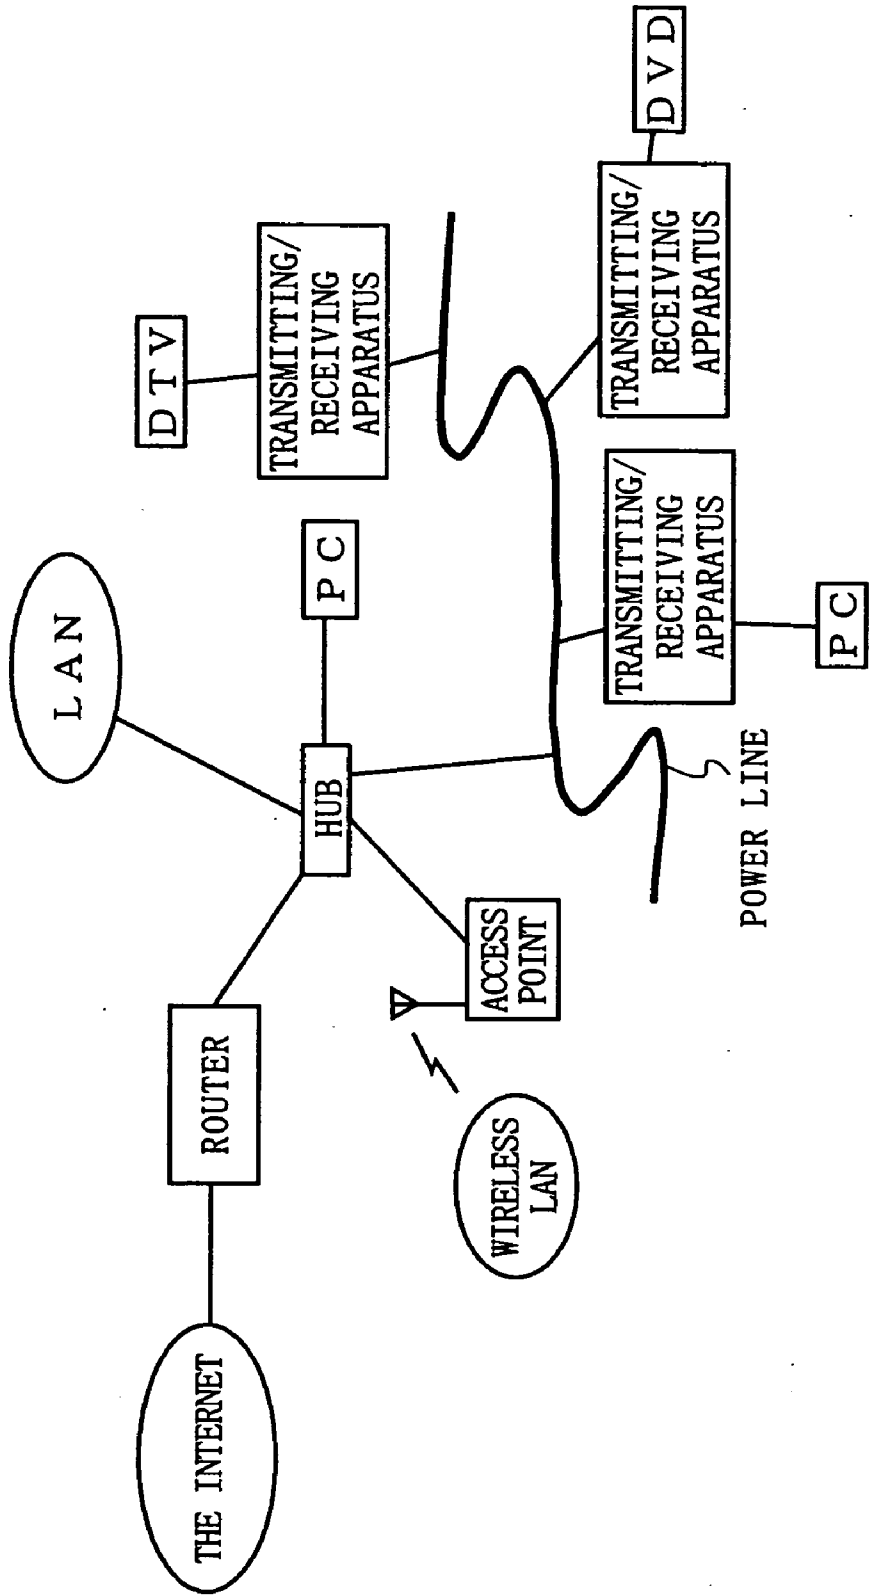 THE INTERNET
ROUTER
LAN
HUB
PC
WIRELESS
LAN
ACCESS
POINT
DTV
TRANSMITTING/
RECEIVING
APPARATUS
TRANSMITTING/
RECEIVING
APPARATUS
DVD
TRANSMITTING/
RECEIVING
APPARATUS
PC
POWER LINE